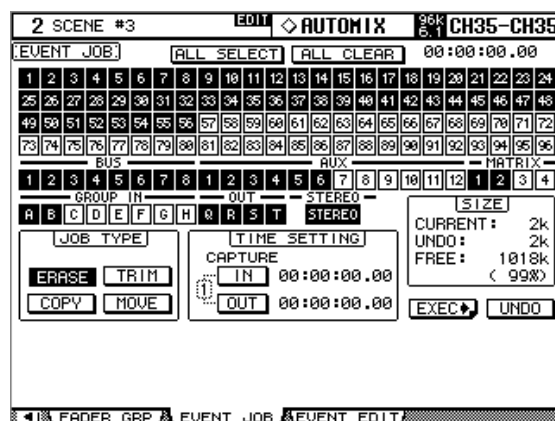 2 SCENE #3 EDIT ◇AUTOMIX 96k 6.1 CH35-CH35
EVENT JOB ALL SELECT ALL CLEAR 00:00:00.00
1 2 3 4 5 6 7 8 9 10 11 12 13 14 15 16 17 18 19 20 21 22 23 24
25 26 27 28 29 30 31 32 33 34 35 36 37 38 39 40 41 42 43 44 45 46 47 48
49 50 51 52 53 54 55 56 57 58 59 60 61 62 63 64 65 66 67 68 69 70 71 72
73 74 75 76 77 78 79 80 81 82 83 84 85 86 87 88 89 90 91 92 93 94 95 96
BUS AUX MATRIX
1 2 3 4 5 6 7 8 1 2 3 4 5 6 7 8 9 10 11 12 1 2 3 4
GROUP IN OUT STEREO
A B C D E F G H Q R S T STEREO
SIZE
CURRENT: 2k
UNDO: 2k
FREE: 1018k
( 99%)
JOB TYPE
ERASE TRIM
COPY MOVE
TIME SETTING
CAPTURE
1
IN 00:00:00.00
OUT 00:00:00.00
EXEC UNDO
FADER GRP EVENT JOB EVENT EDIT